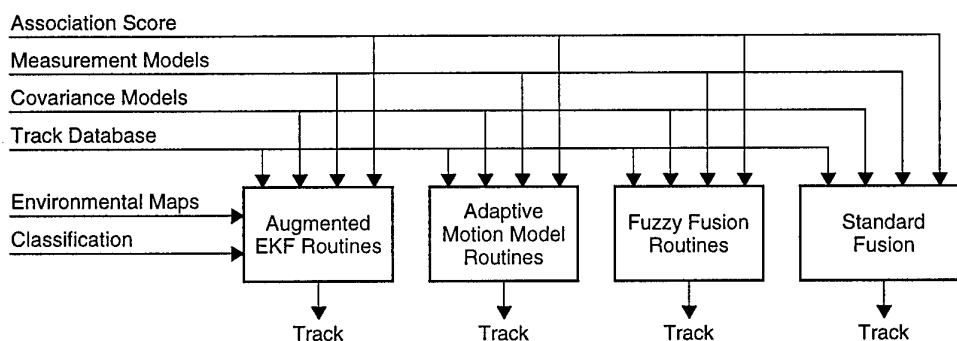 Association Score
Measurement Models
Covariance Models
Track Database
Environmental Maps
Classification
Augmented
EKF Routines
Adaptive
Motion Model
Routines
Fuzzy Fusion
Routines
Standard
Fusion
Track
Track
Track
Track